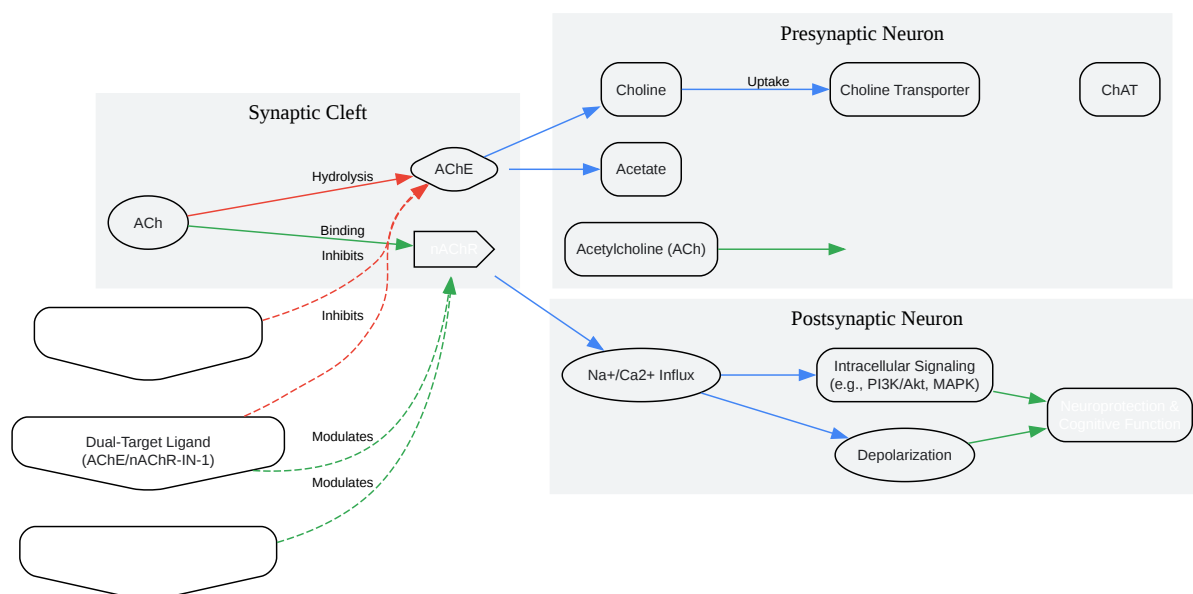 Presynaptic Neuron
Choline
Uptake
Choline Transporter
ChAT
Synaptic Cleft
AChE
Acetate
Hydrolysis
ACh
Binding
nAChR
Inhibits
Acetylcholine (ACh)
Inhibits
Postsynaptic Neuron
Na+/Ca2+ Influx
Intracellular Signaling
(e.g., PI3K/Akt, MAPK)
Neuroprotection &
Cognitive Function
Depolarization
Dual-Target Ligand
(AChE/nAChR-IN-1)
Modulates
Modulates